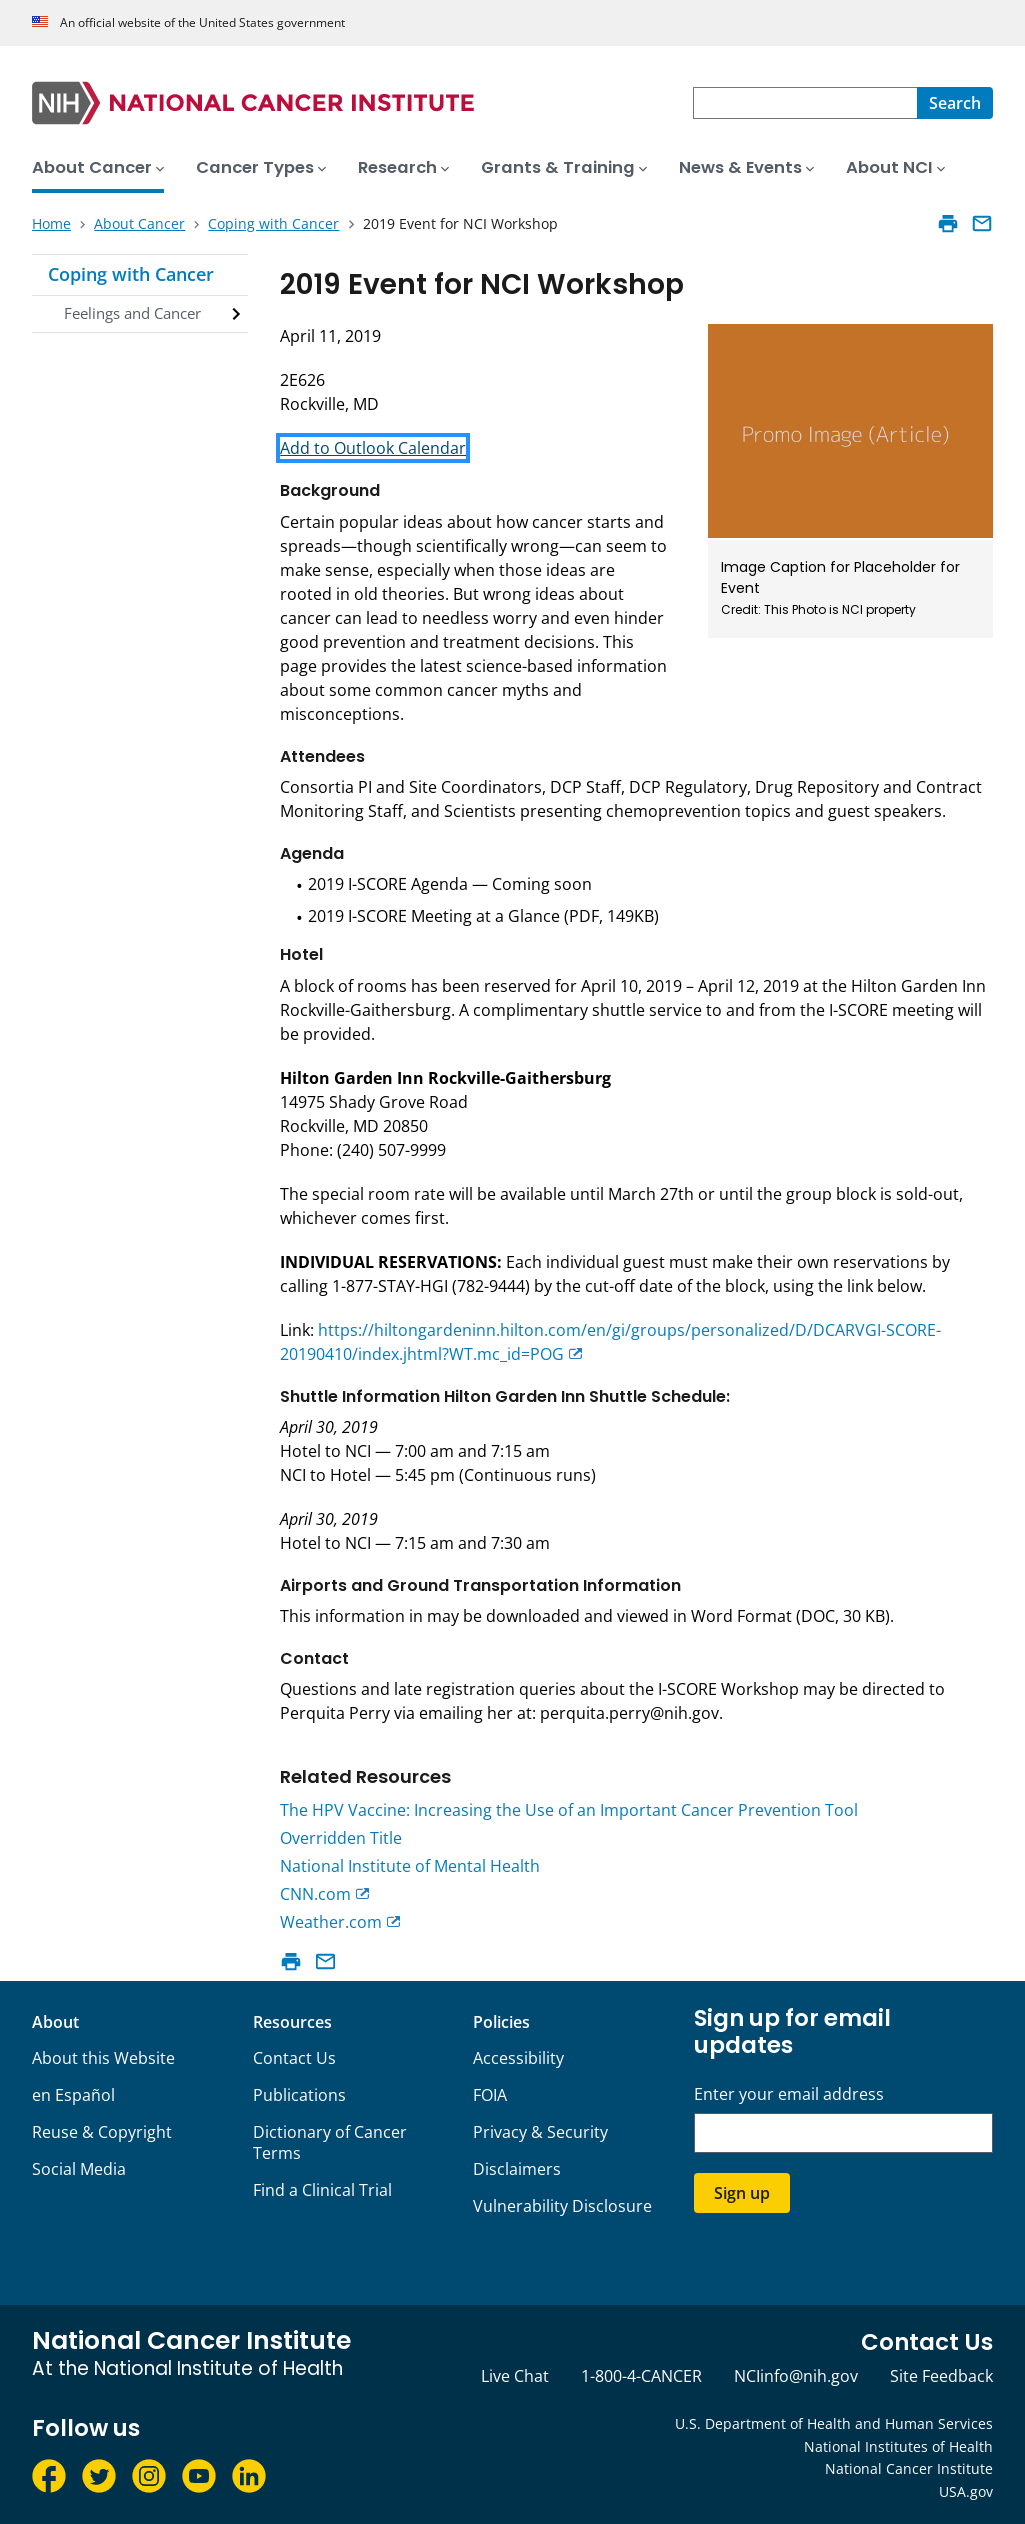 An official website of the United States government
NIH NATIONAL CANCER INSTITUTE
Search
About Cancer
Cancer Types
Research
Grants & Training
News & Events
About NCI
Home
About Cancer
Coping with Cancer
2019 Event for NCI Workshop
Coping with Cancer
Feelings and Cancer
2019 Event for NCI Workshop
April 11, 2019
2E626
Rockville, MD
Add to Outlook Calendar
Promo Image (Article)
Image Caption for Placeholder for
Event
Credit: This Photo is NCI property
Background
Certain popular ideas about how cancer starts and
spreads—though scientifically wrong—can seem to
make sense, especially when those ideas are
rooted in old theories. But wrong ideas about
cancer can lead to needless worry and even hinder
good prevention and treatment decisions. This
page provides the latest science-based information
about some common cancer myths and
misconceptions.
Attendees
Consortia PI and Site Coordinators, DCP Staff, DCP Regulatory, Drug Repository and Contract
Monitoring Staff, and Scientists presenting chemoprevention topics and guest speakers.
Agenda
• 2019 I-SCORE Agenda — Coming soon
• 2019 I-SCORE Meeting at a Glance (PDF, 149KB)
Hotel
A block of rooms has been reserved for April 10, 2019 – April 12, 2019 at the Hilton Garden Inn
Rockville-Gaithersburg. A complimentary shuttle service to and from the I-SCORE meeting will
be provided.
Hilton Garden Inn Rockville-Gaithersburg
14975 Shady Grove Road
Rockville, MD 20850
Phone: (240) 507-9999
The special room rate will be available until March 27th or until the group block is sold-out,
whichever comes first.
INDIVIDUAL RESERVATIONS: Each individual guest must make their own reservations by
calling 1-877-STAY-HGI (782-9444) by the cut-off date of the block, using the link below.
Link: https://hiltongardeninn.hilton.com/en/gi/groups/personalized/D/DCARVGI-SCORE-
20190410/index.jhtml?WT.mc_id=POG
Shuttle Information Hilton Garden Inn Shuttle Schedule:
April 30, 2019
Hotel to NCI — 7:00 am and 7:15 am
NCI to Hotel — 5:45 pm (Continuous runs)
April 30, 2019
Hotel to NCI — 7:15 am and 7:30 am
Airports and Ground Transportation Information
This information in may be downloaded and viewed in Word Format (DOC, 30 KB).
Contact
Questions and late registration queries about the I-SCORE Workshop may be directed to
Perquita Perry via emailing her at: perquita.perry@nih.gov.
Related Resources
The HPV Vaccine: Increasing the Use of an Important Cancer Prevention Tool
Overridden Title
National Institute of Mental Health
CNN.com
Weather.com
About
About this Website
en Español
Reuse & Copyright
Social Media
Resources
Contact Us
Publications
Dictionary of Cancer
Terms
Find a Clinical Trial
Policies
Accessibility
FOIA
Privacy & Security
Disclaimers
Vulnerability Disclosure
Sign up for email
updates
Enter your email address
Sign up
National Cancer Institute
At the National Institute of Health
Follow us
Contact Us
Live Chat
1-800-4-CANCER
NCIinfo@nih.gov
Site Feedback
U.S. Department of Health and Human Services
National Institutes of Health
National Cancer Institute
USA.gov